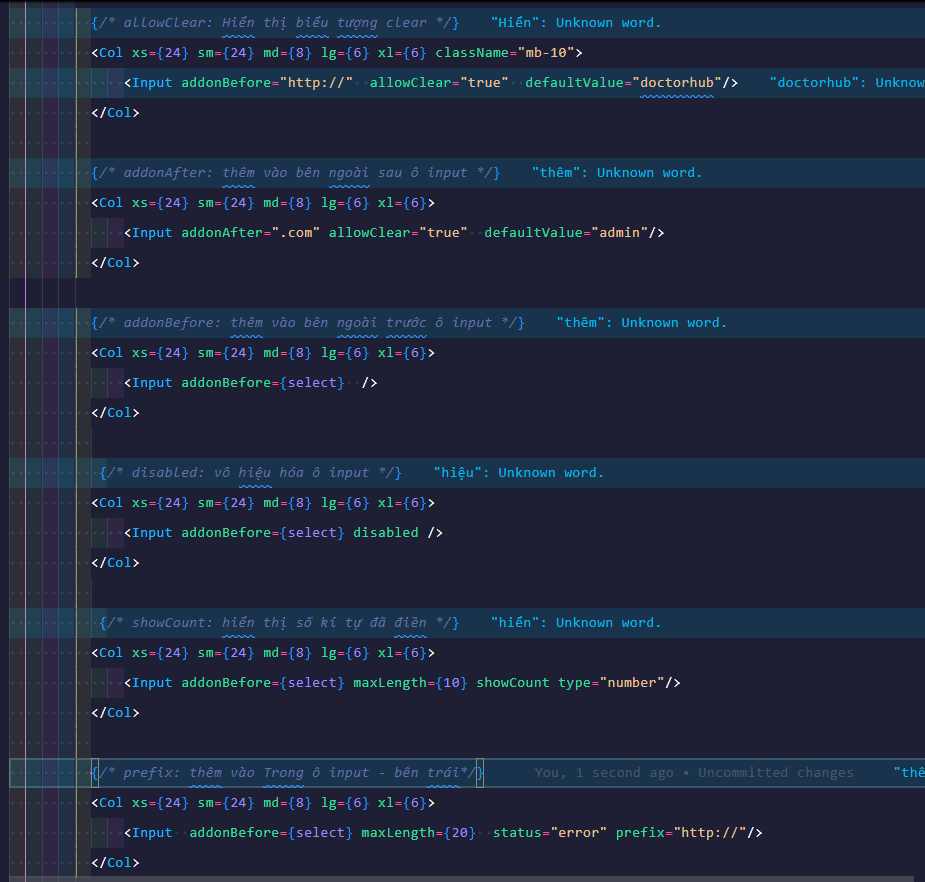 {/* allowClear: Hiển thị biểu tượng clear */}    "Hiển": Unknown word.
<Col xs={24} sm={24} md={8} lg={6} xl={6} className="mb-10">
    <Input addonBefore="http://"  allowClear="true"  defaultValue="doctorhub"/>    "doctorhub": Unknow
</Col>
{/* addonAfter: thêm vào bên ngoài sau ô input */}    "thêm": Unknown word.
<Col xs={24} sm={24} md={8} lg={6} xl={6}>
    <Input addonAfter=".com" allowClear="true"  defaultValue="admin"/>
</Col>
{/* addonBefore: thêm vào bên ngoài trước ô input */}    "thêm": Unknown word.
<Col xs={24} sm={24} md={8} lg={6} xl={6}>
    <Input addonBefore={select}  />
</Col>
{/* disabled: vô hiệu hóa ô input */}    "hiệu": Unknown word.
<Col xs={24} sm={24} md={8} lg={6} xl={6}>
    <Input addonBefore={select} disabled />
</Col>
{/* showCount: hiển thị số kí tự đã điền */}    "hiển": Unknown word.
<Col xs={24} sm={24} md={8} lg={6} xl={6}>
    <Input addonBefore={select} maxLength={10} showCount type="number"/>
</Col>
{/* prefix: thêm vào Trong ô input - bên trái*/}    You, 1 second ago • Uncommitted changes    "thê
<Col xs={24} sm={24} md={8} lg={6} xl={6}>
    <Input  addonBefore={select} maxLength={20}  status="error" prefix="http://"/>
</Col>